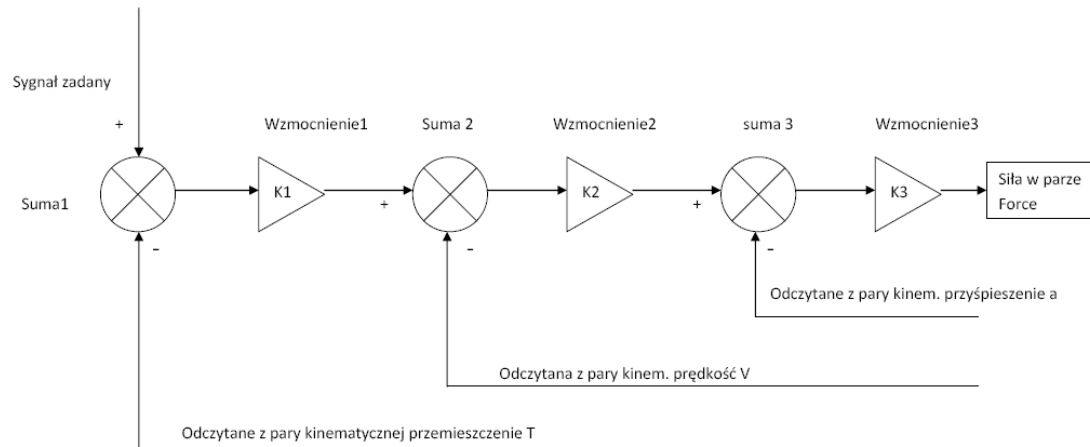 Sygnał zadany
+
Wzmocnienie1
Suma 2
Wzmocnienie2
suma 3
Wzmocnienie3
Suma1
K1
K2
K3
Siła w parze
Force
+
+
-
-
-
Odczytane z pary kinem. przyśpieszenie a
Odczytana z pary kinem. prędkość V
Odczytane z pary kinematycznej przemieszczenie T